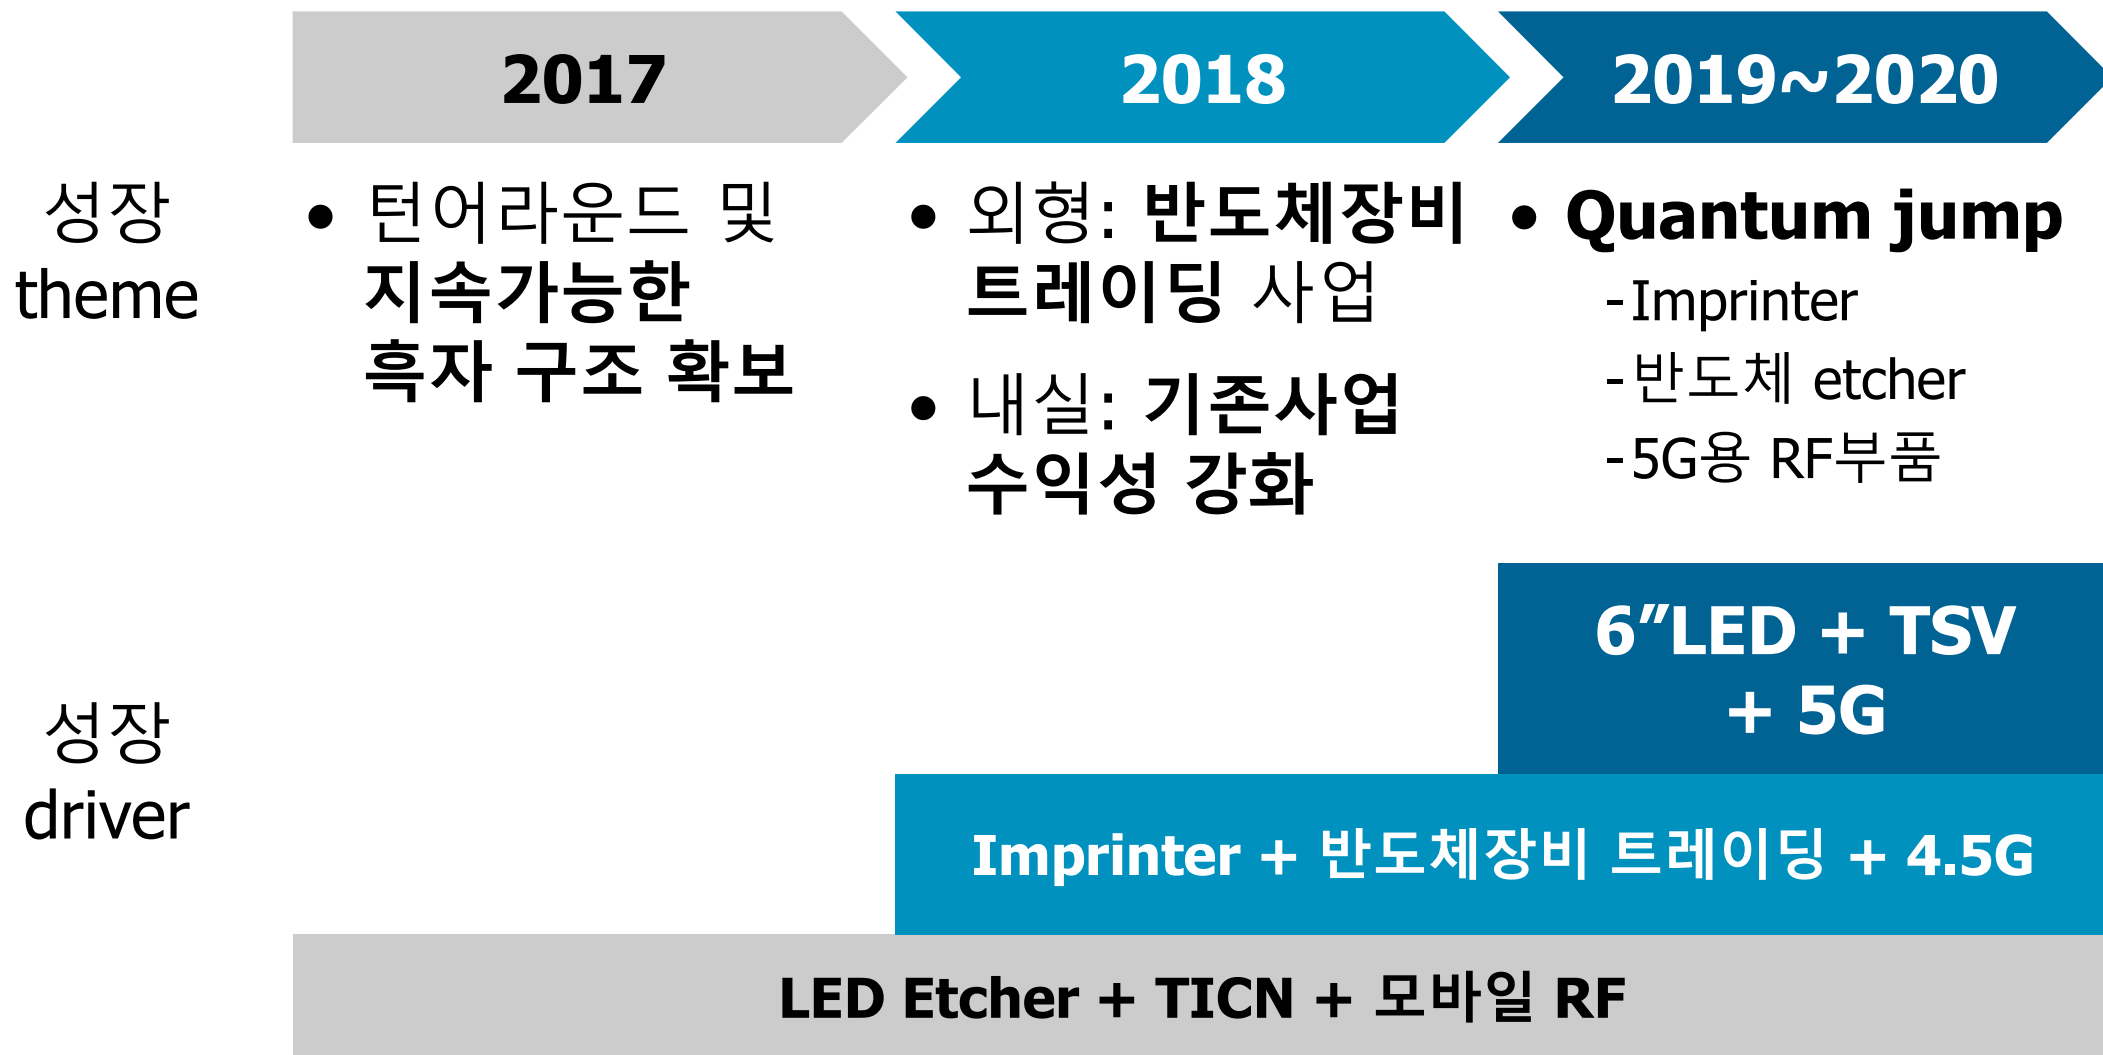 2017
2018
2019~2020
성장
theme
• 턴어라운드 및
지속가능한
흑자 구조 확보
• 외형: 반도체장비
트레이딩 사업
• 내실: 기존사업
수익성 강화
• Quantum jump
-Imprinter
-반도체 etcher
-5G용 RF부품
성장
driver
6″LED + TSV
+ 5G
Imprinter + 반도체장비 트레이딩 + 4.5G
LED Etcher + TICN + 모바일 RF